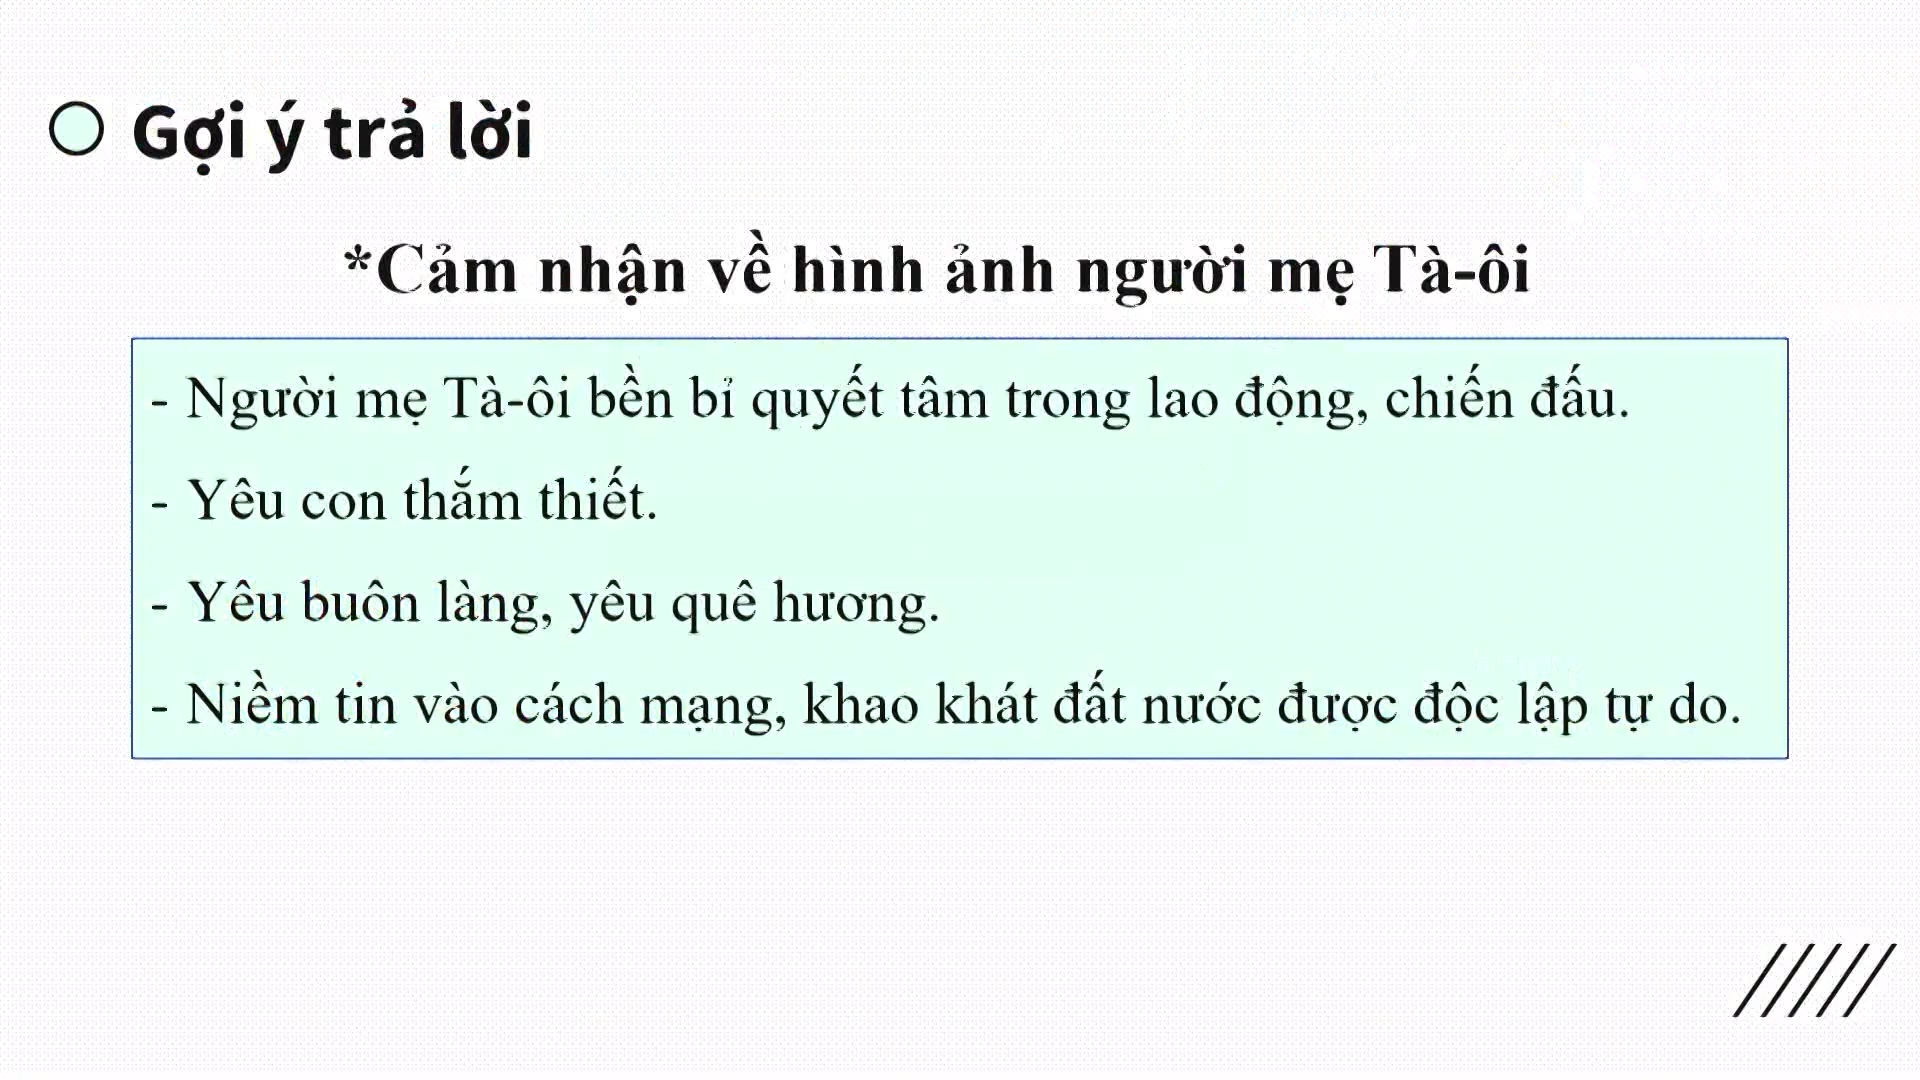 Gợi ý trả lời
*Cảm nhận về hình ảnh người mẹ Tà-ôi
- Người mẹ Tà-ôi bền bỉ quyết tâm trong lao động, chiến đấu.
- Yêu con thắm thiết.
- Yêu buôn làng, yêu quê hương.
- Niềm tin vào cách mạng, khao khát đất nước được độc lập tự do.